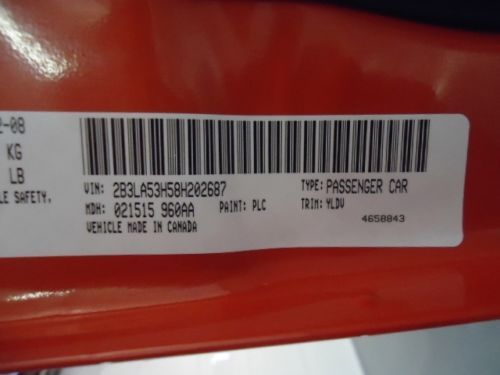 2-08
KG
LB
LE SAFETY,
VIN: 2B3LA53H58H202687 TYPE: PASSENGER CAR
MDH: 021515 960AA PAINT: PLC TRIM: YLDV
4658843
VEHICLE MADE IN CANADA